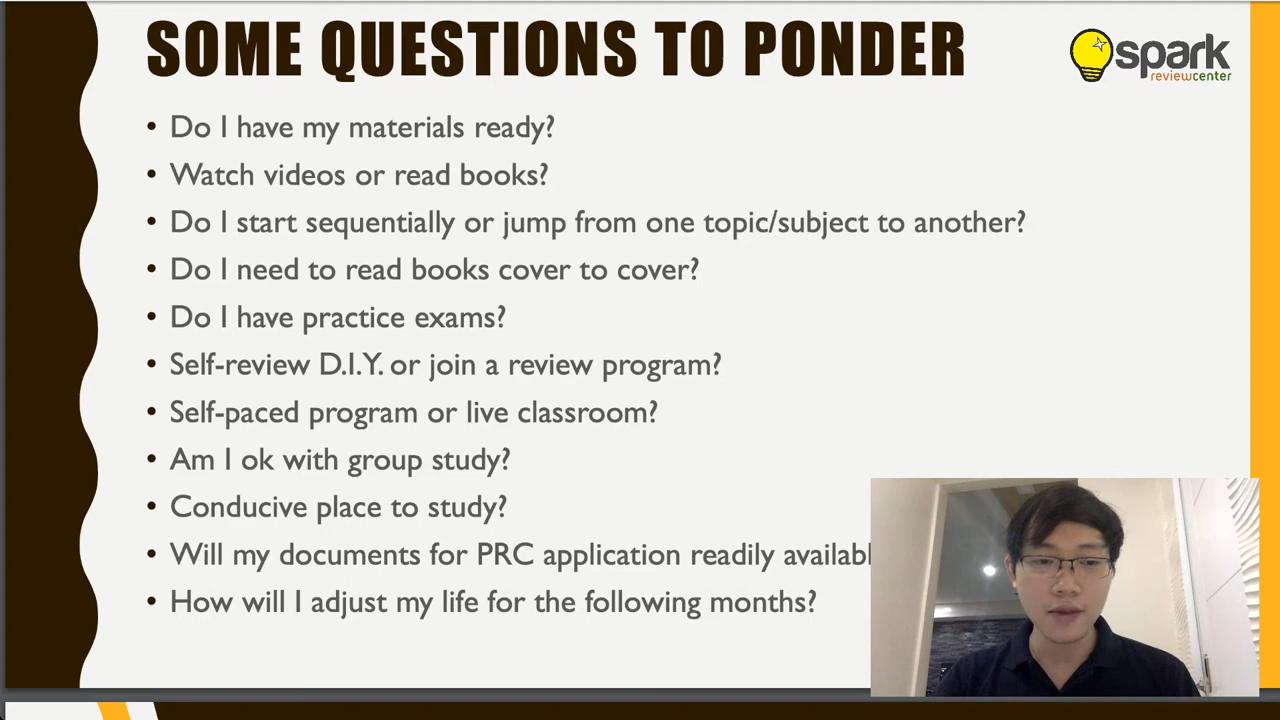 SOME QUESTIONS TO PONDER
spark
reviewcenter
• Do I have my materials ready?
• Watch videos or read books?
• Do I start sequentially or jump from one topic/subject to another?
• Do I need to read books cover to cover?
• Do I have practice exams?
• Self-review D.I.Y. or join a review program?
• Self-paced program or live classroom?
• Am I ok with group study?
• Conducive place to study?
• Will my documents for PRC application readily
• How will I adjust my life for the following months?